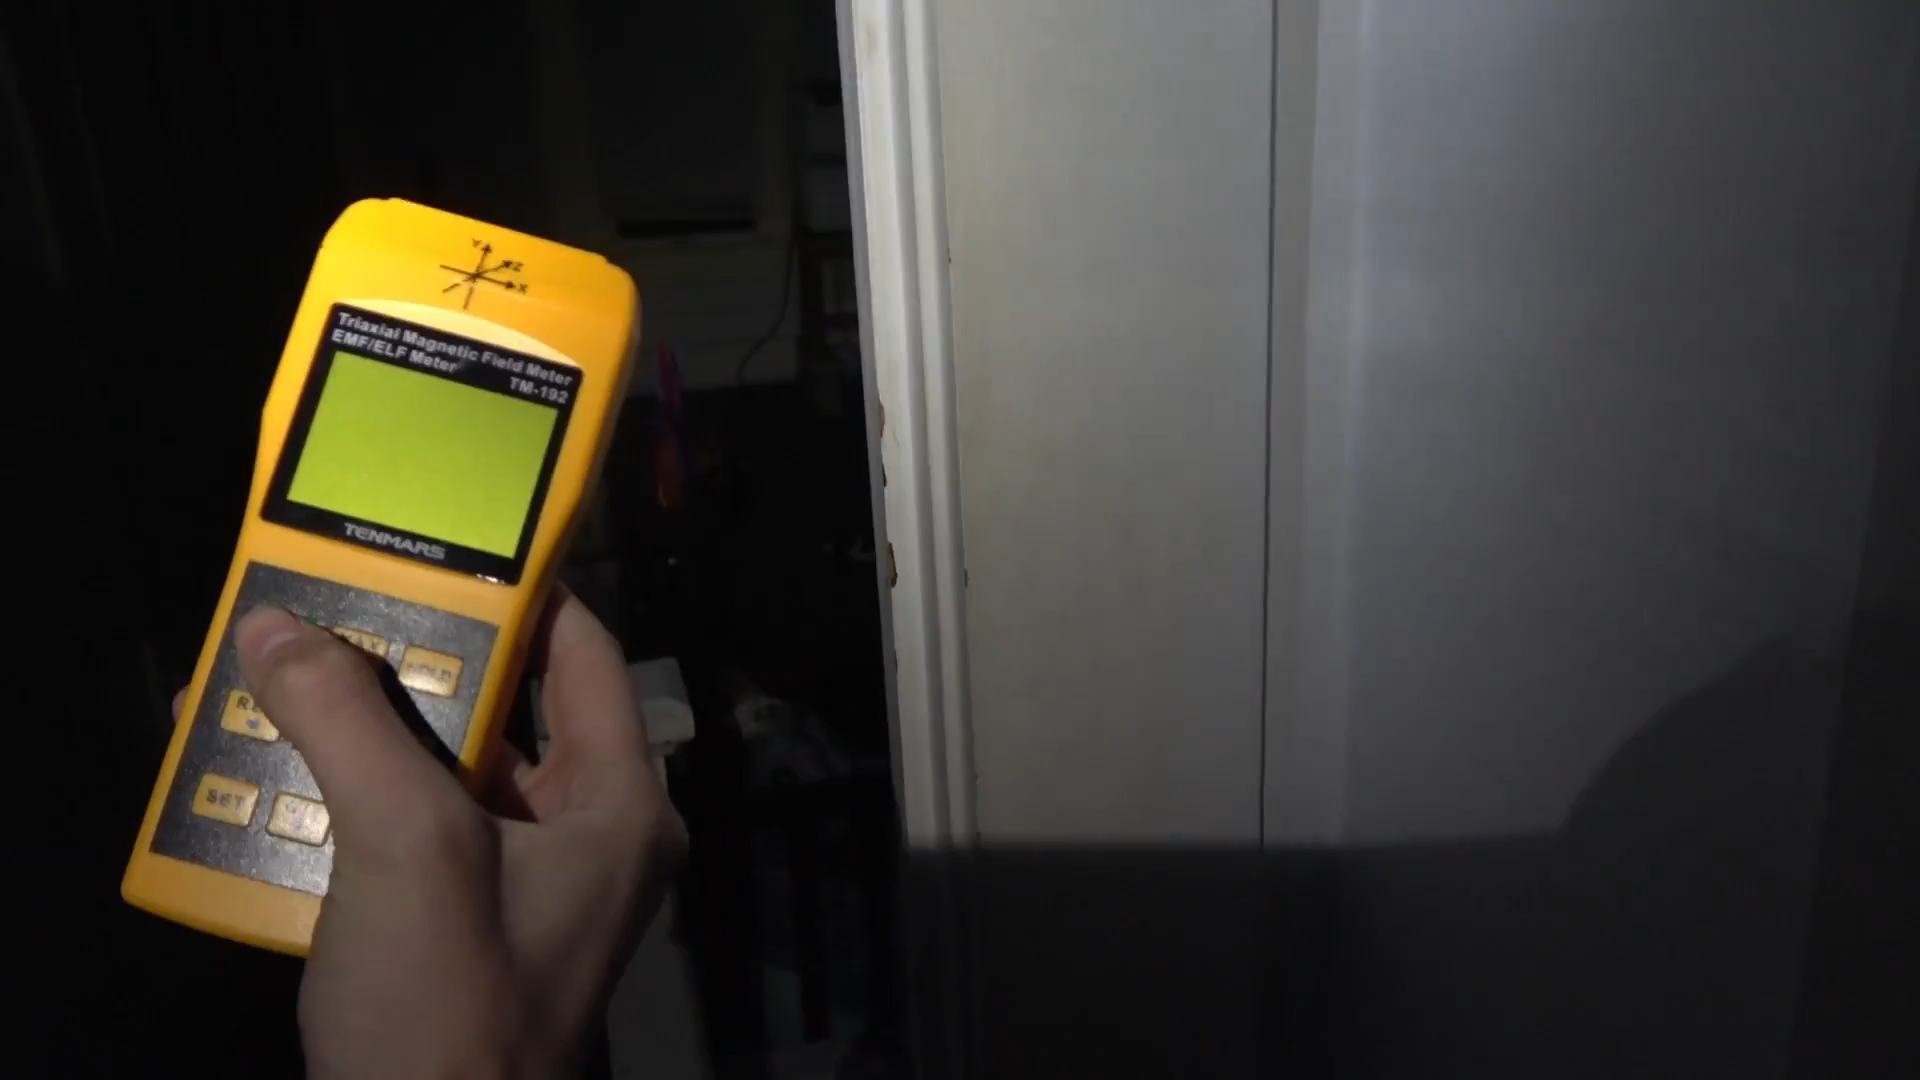 Y
Z
X
Triaxial Magnetic Field Meter
EMF/ELF Meter
TM-192
TENMARS
HOLD
SET